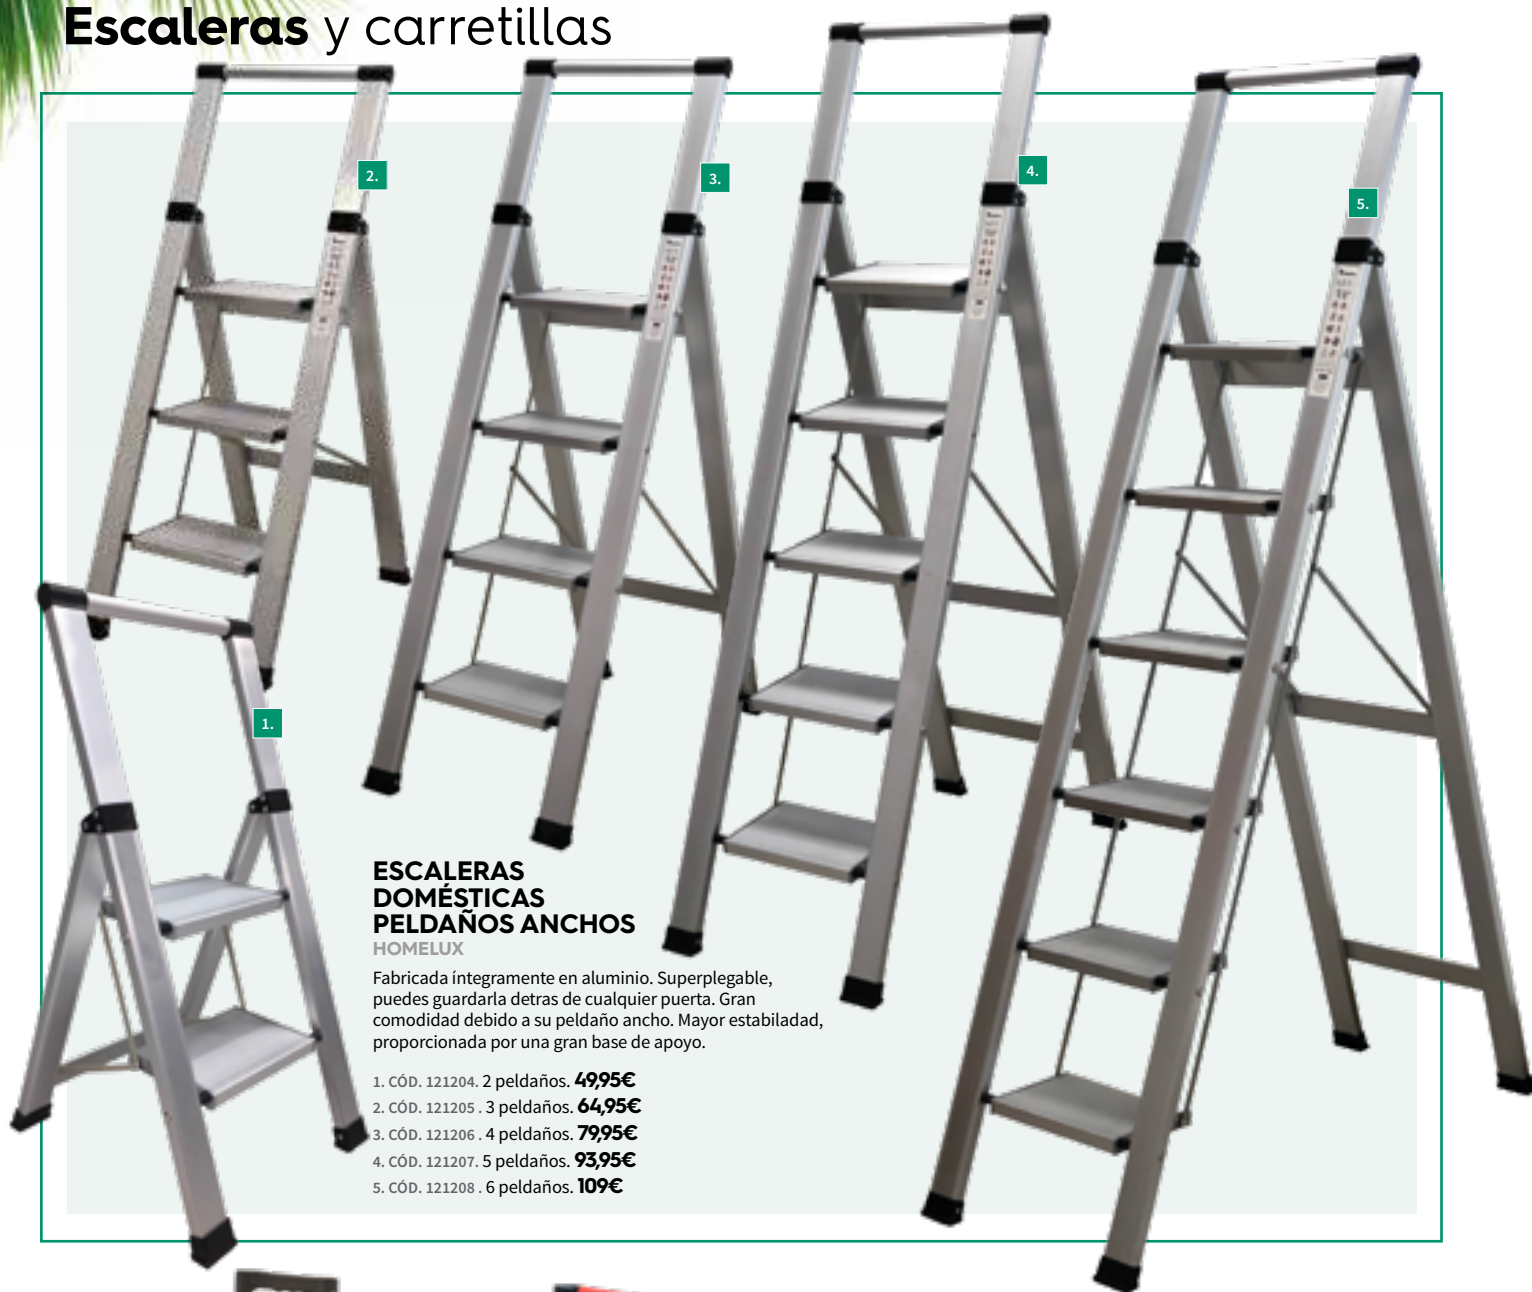 Escaleras y carretillas
2.
3.
4.
5.
1.
ESCALERAS
DOMÉSTICAS
PELDAÑOS ANCHOS
HOMELUX
Fabricada íntegramente en aluminio. Superplegable,
puedes guardarla detras de cualquier puerta. Gran
comodidad debido a su peldaño ancho. Mayor estabiladad,
proporcionada por una gran base de apoyo.
1. CÓD. 121204. 2 peldaños. 49,95€
2. CÓD. 121205 . 3 peldaños. 64,95€
3. CÓD. 121206 . 4 peldaños. 79,95€
4. CÓD. 121207. 5 peldaños. 93,95€
5. CÓD. 121208 . 6 peldaños. 109€